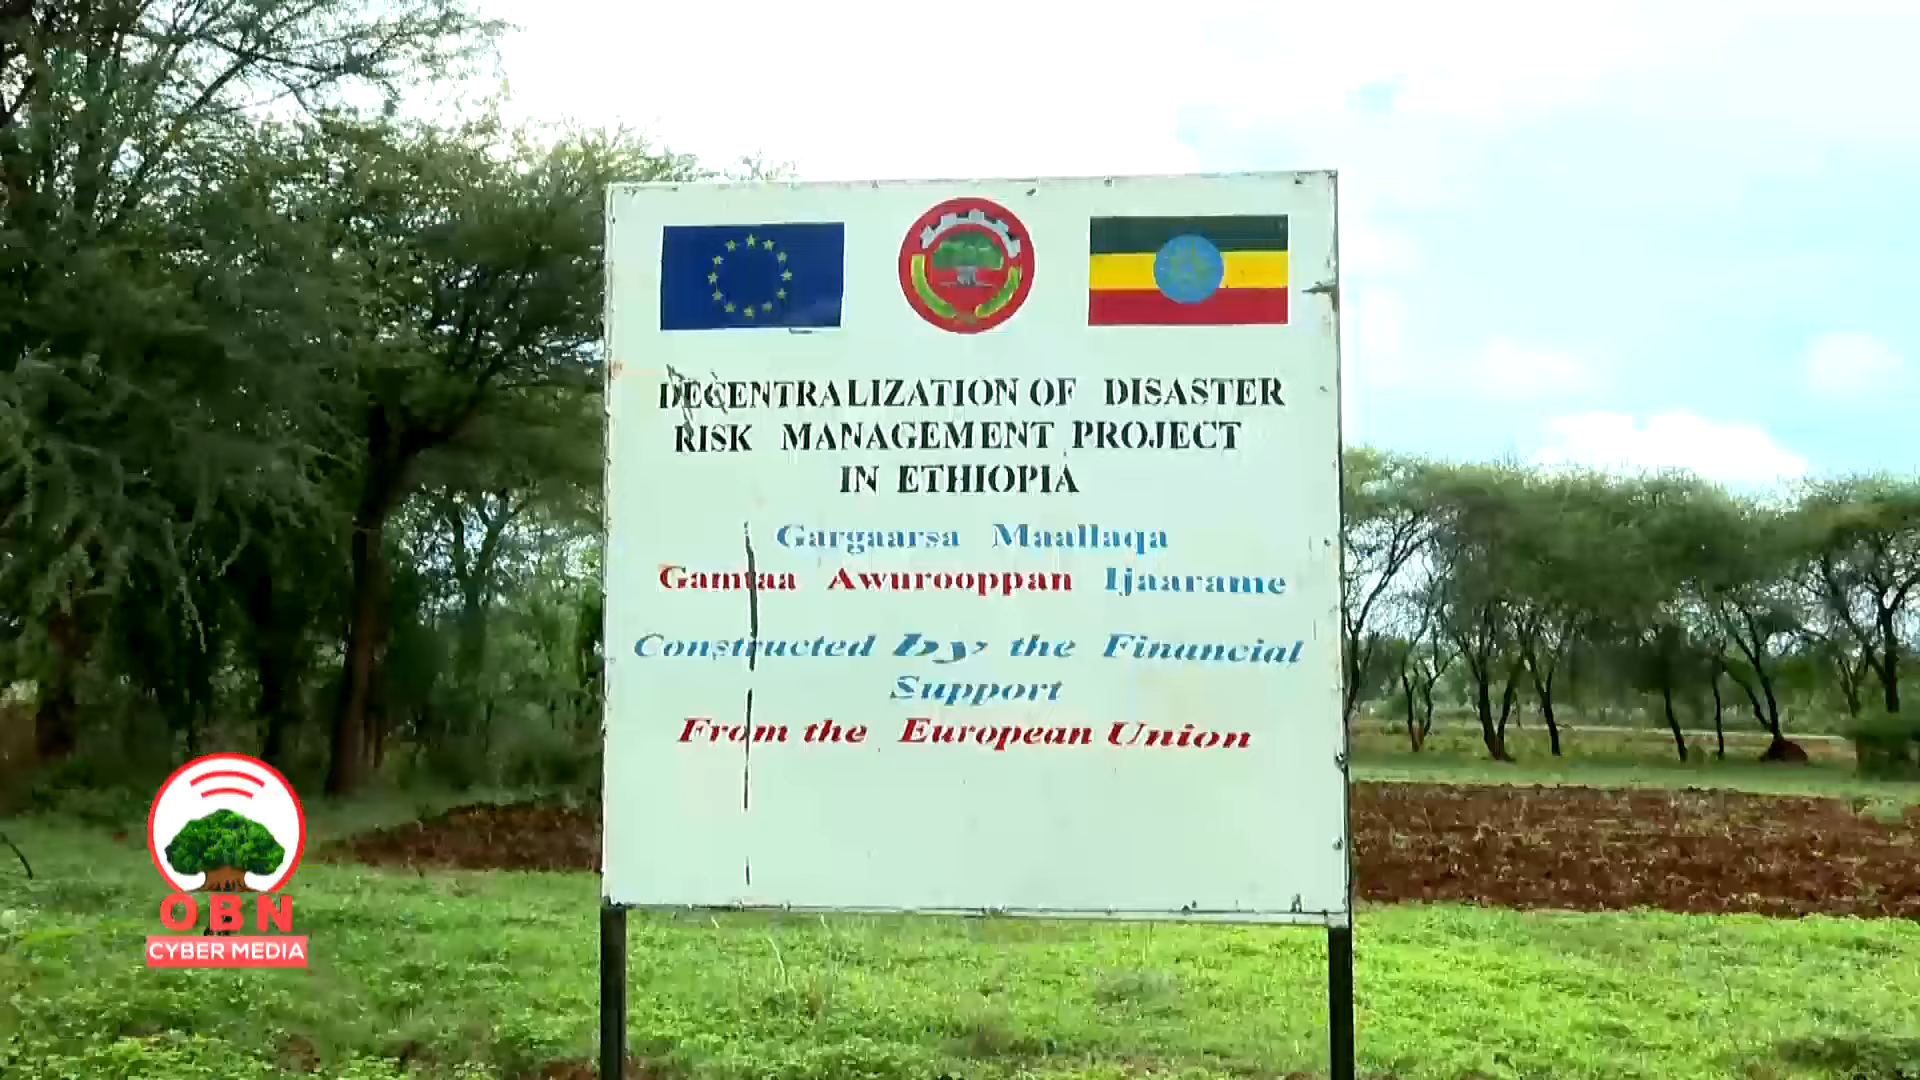 DECENTRALIZATION OF DISASTER
RISK MANAGEMENT PROJECT
IN ETHIOPIA
Gargaarsa Maallaqa
Gamtaa Awurooppan Ijaarame
Constructed by the Financial
Support
From the European Union
OBN
CYBER MEDIA